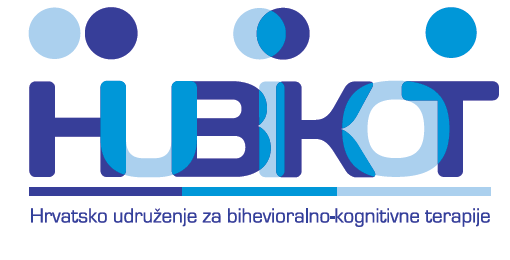 HUBIKOT
Hrvatsko udruženje za bihevioralno-kognitivne terapije